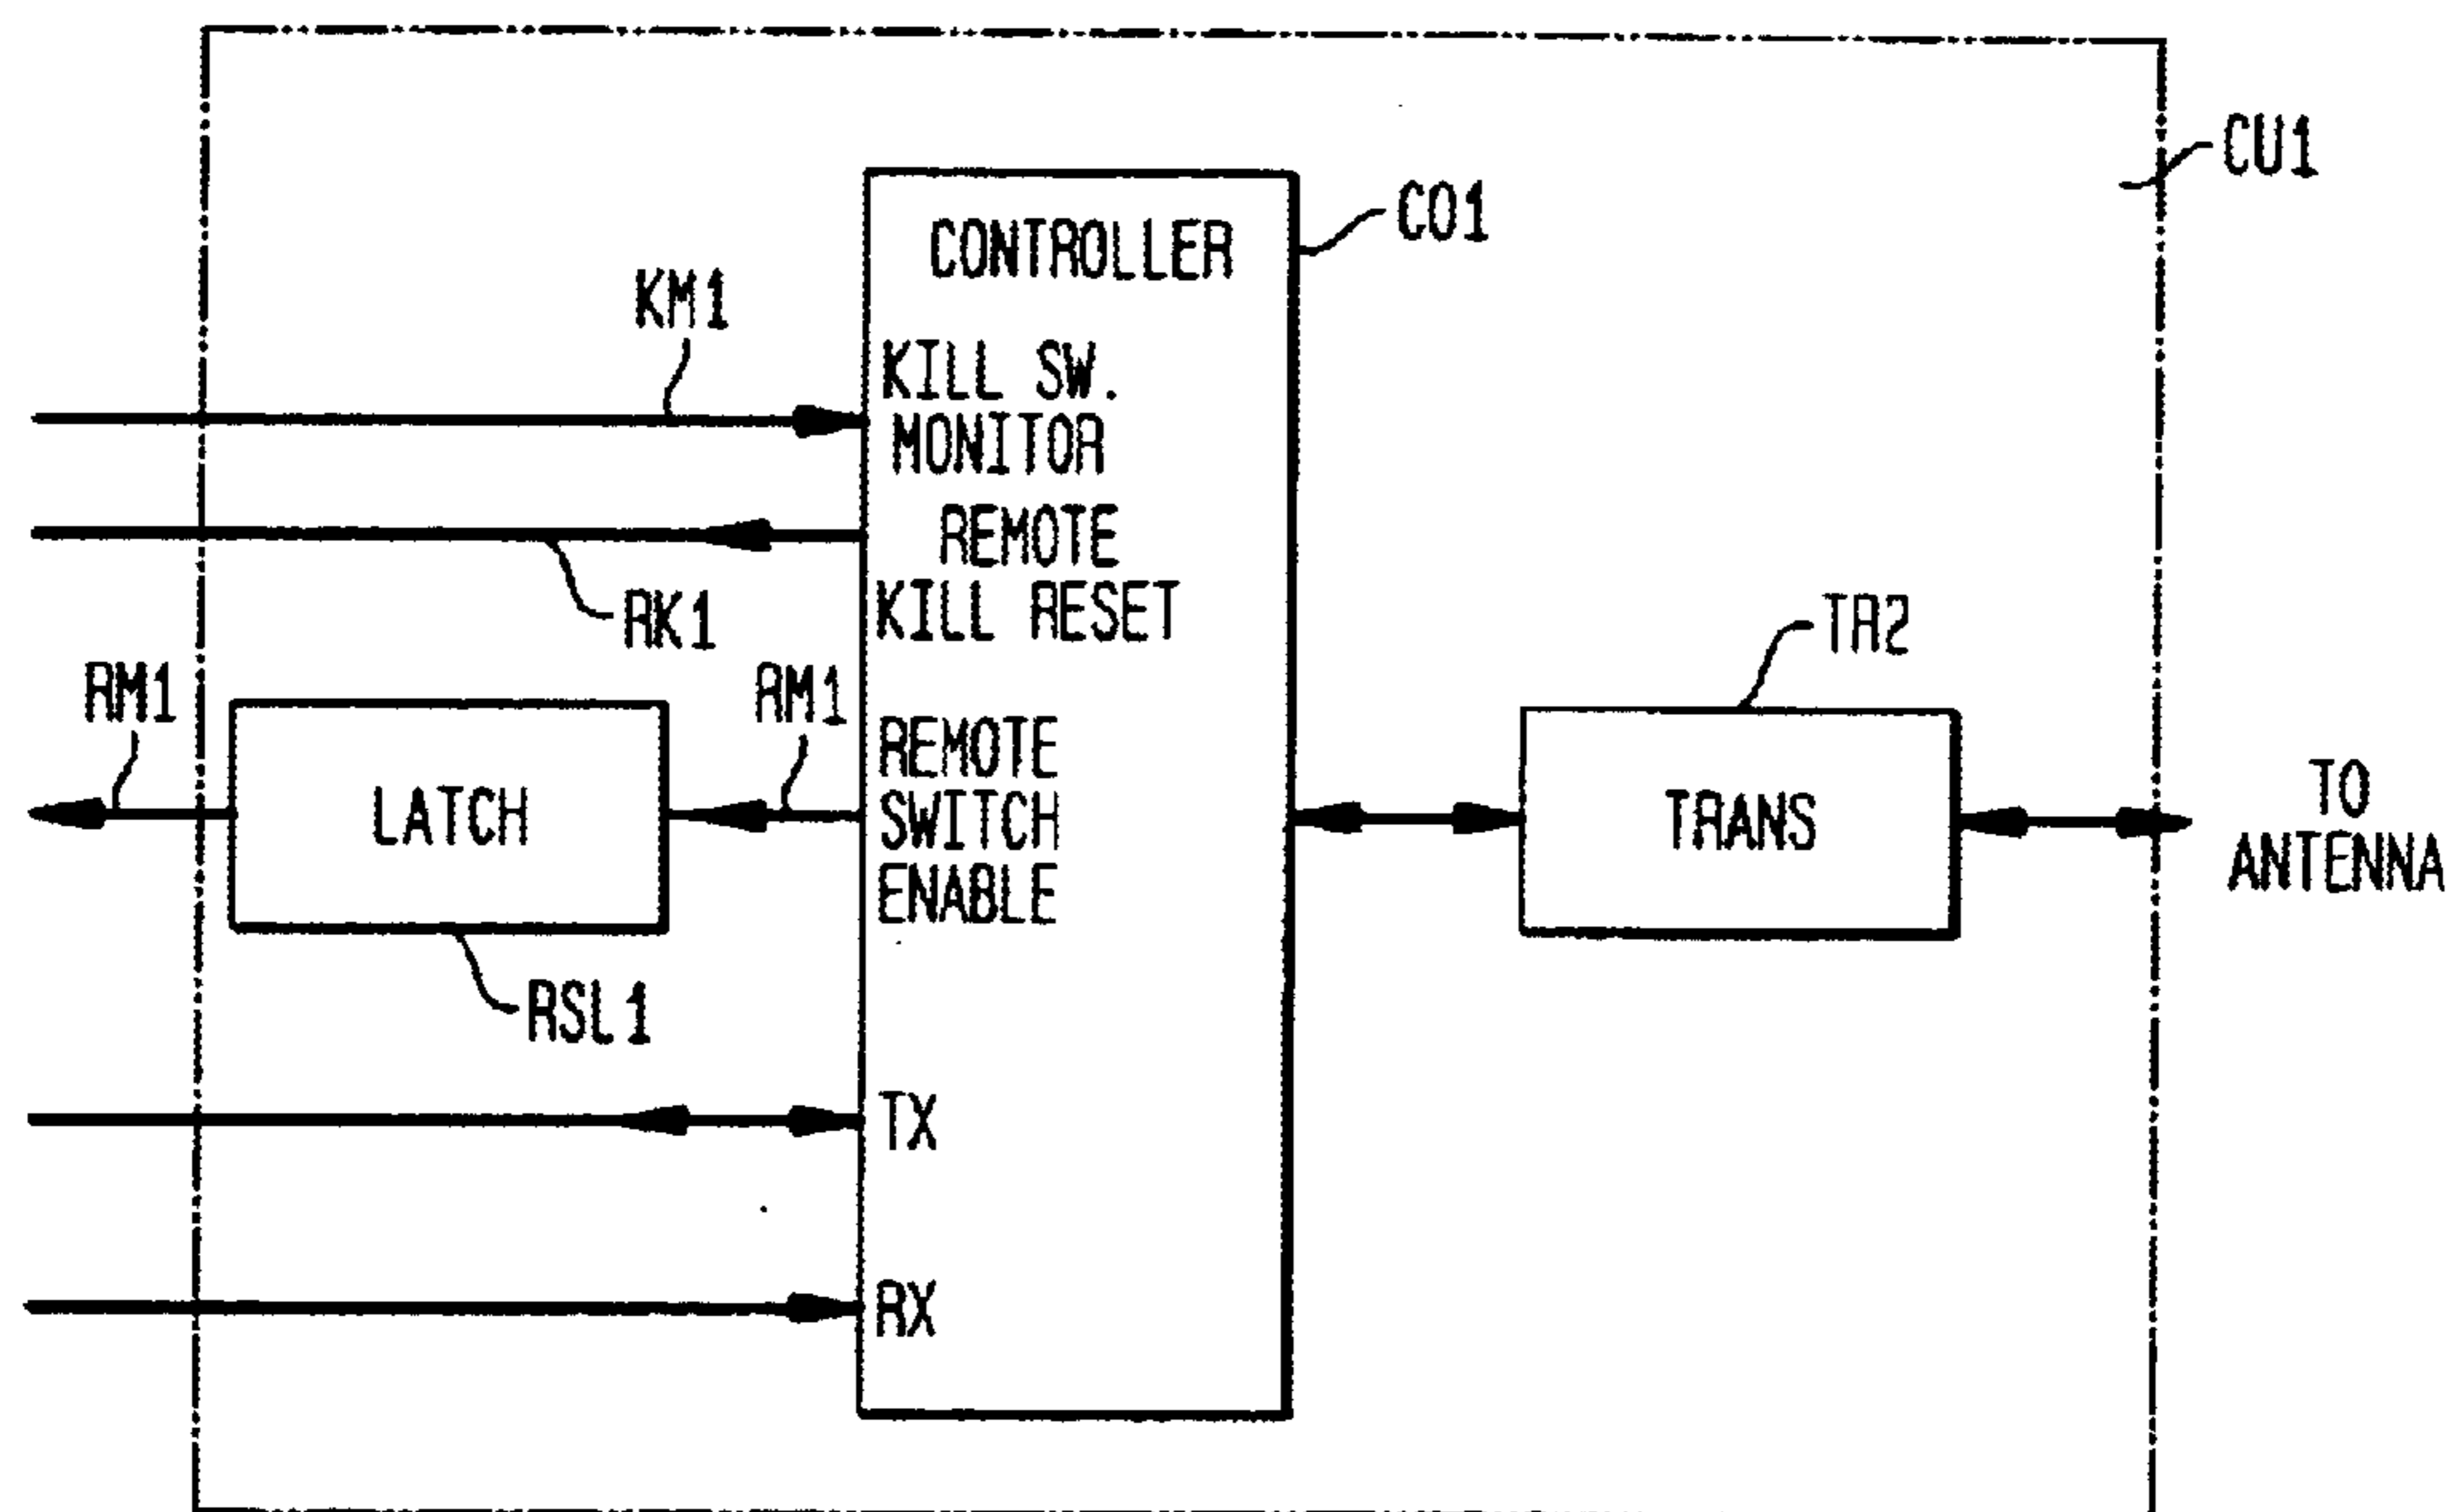 CU1
CO1
CONTROLLER
KM1
KILL SW.
MONITOR
REMOTE
KILL RESET
RK1
TR2
RM1
RM1
REMOTE
SWITCH
ENABLE
LATCH
TRANS
TO
ANTENNA
RSL1
TX
RX